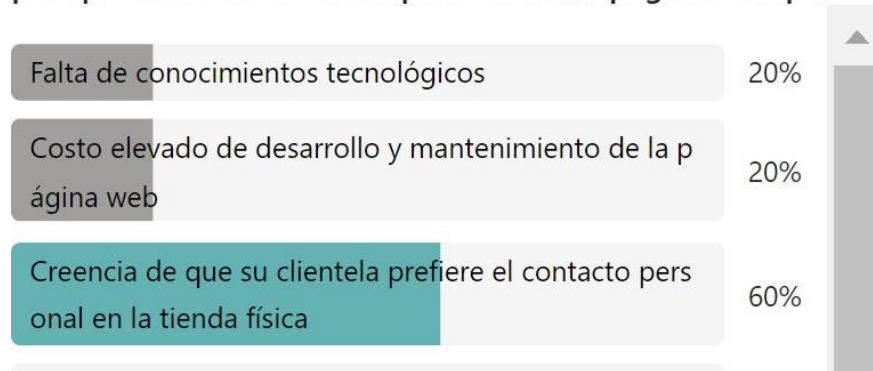 Falta de conocimientos tecnológicos
20%
Costo elevado de desarrollo y mantenimiento de la p
ágina web
20%
Creencia de que su clientela prefiere el contacto pers
onal en la tienda física
60%